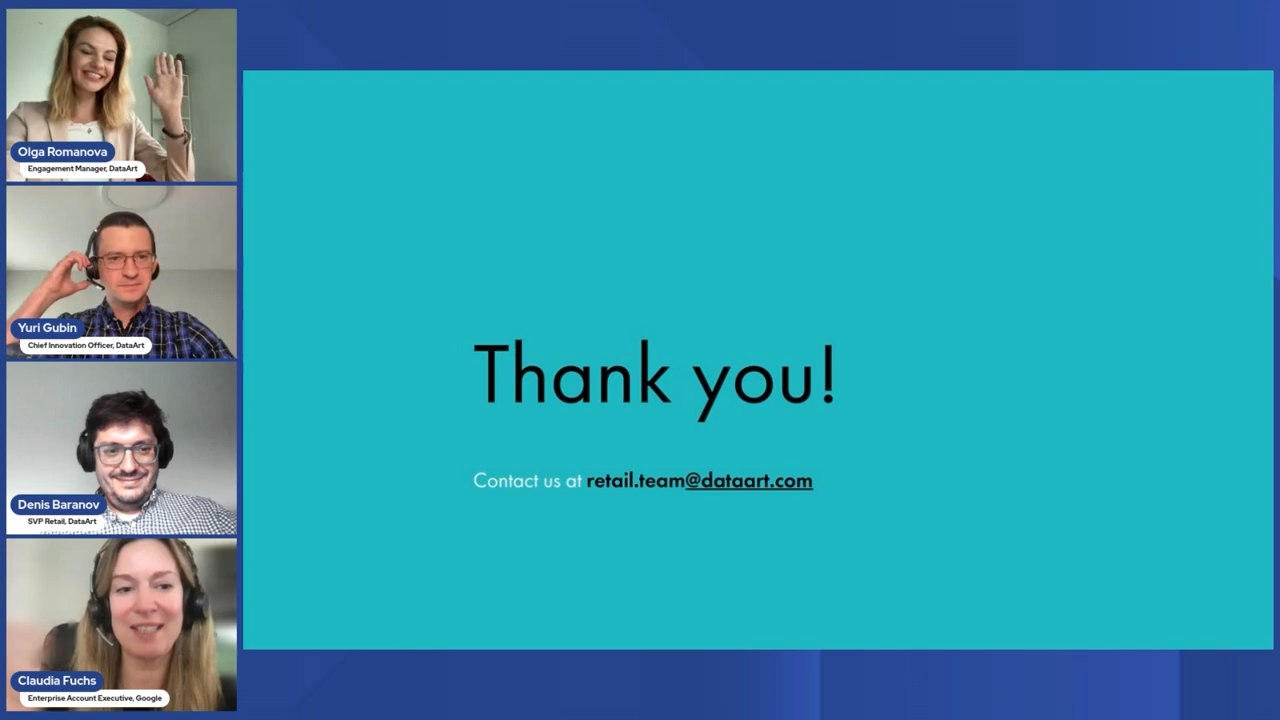 Olga Romanova
Engagement Manager, DataArt
Yuri Gubin
Chief Innovation Officer, DataArt
Denis Baranov
SVP Retail, DataArt
Claudia Fuchs
Enterprise Account Executive, Google
Thank you!
Contact us at retail.team@dataart.com